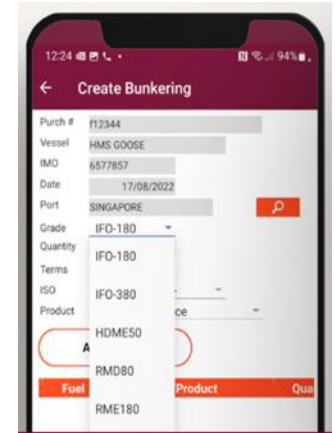 12:24 94%
Create Bunkering
Purch # f12344
Vessel HMS GOOSE
IMO 6577857
Date 17/08/2022
Port SINGAPORE
Grade IFO-180
Quantity
IFO-180
Terms
ISO IFO-380
Product ce
HDME50
A
RMD80
Fuel Product Qua
RME180